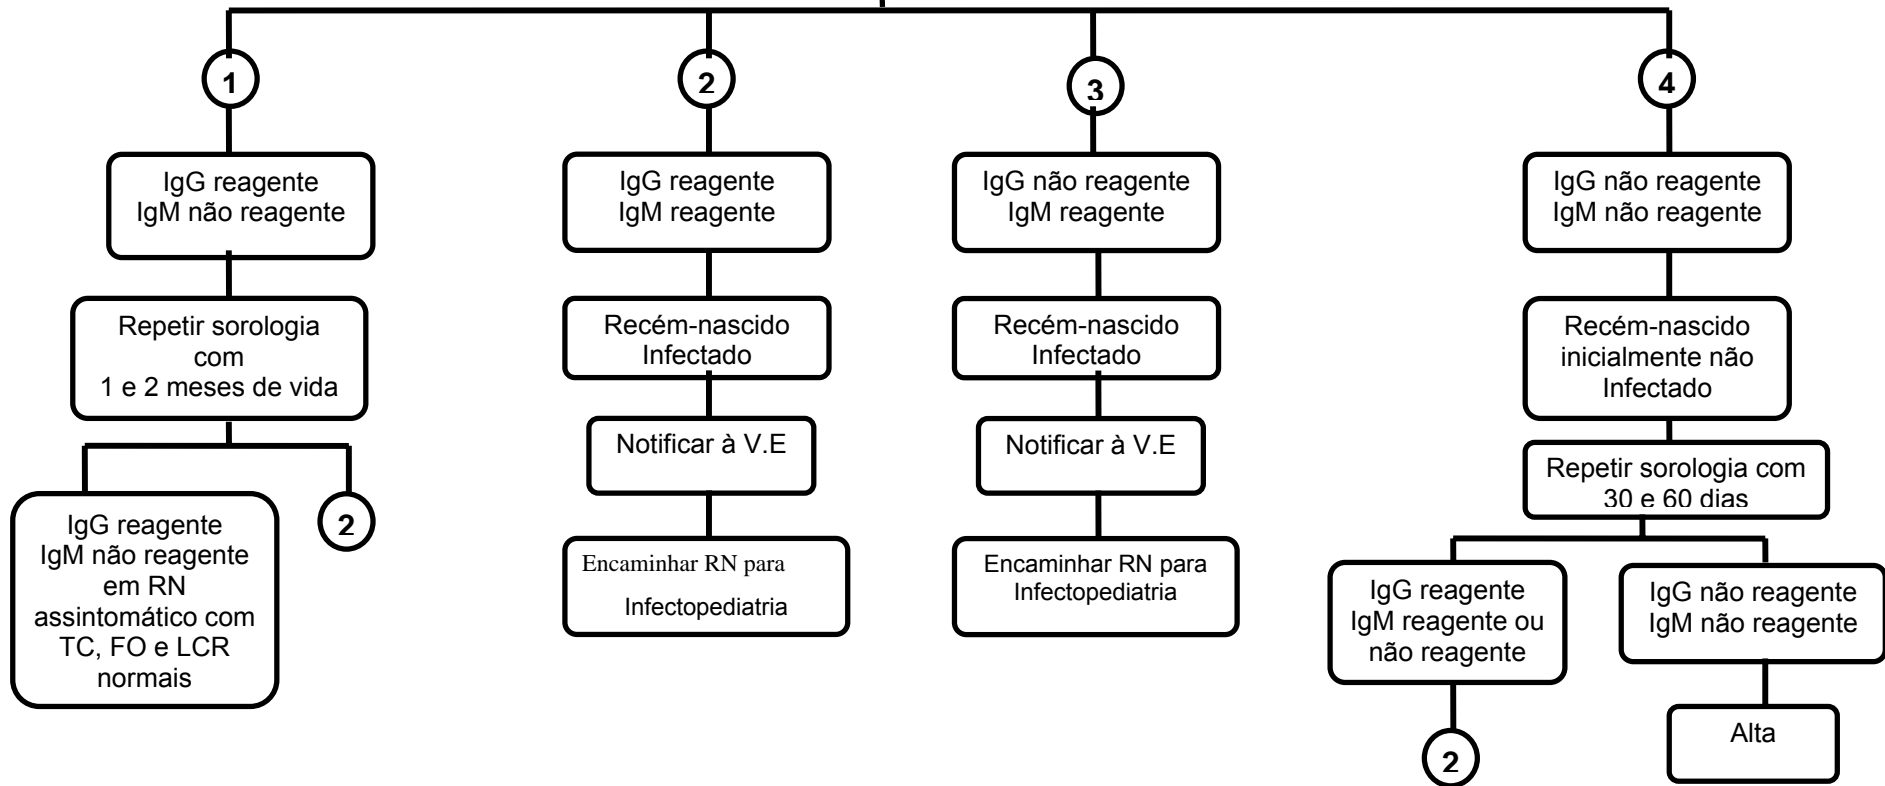 1
IgG reagente
IgM não reagente
Repetir sorologia
com
1 e 2 meses de vida
IgG reagente
IgM não reagente
em RN
assintomático com
TC, FO e LCR
normais
2
2
IgG reagente
IgM reagente
Recém-nascido
Infectado
Notificar à V.E
Encaminhar RN para
Infectopediatria
3
IgG não reagente
IgM reagente
Recém-nascido
Infectado
Notificar à V.E
Encaminhar RN para
Infectopediatria
4
IgG não reagente
IgM não reagente
Recém-nascido
inicialmente não
Infectado
Repetir sorologia com
30 e 60 dias
IgG reagente
IgM reagente ou
não reagente
2
IgG não reagente
IgM não reagente
Alta